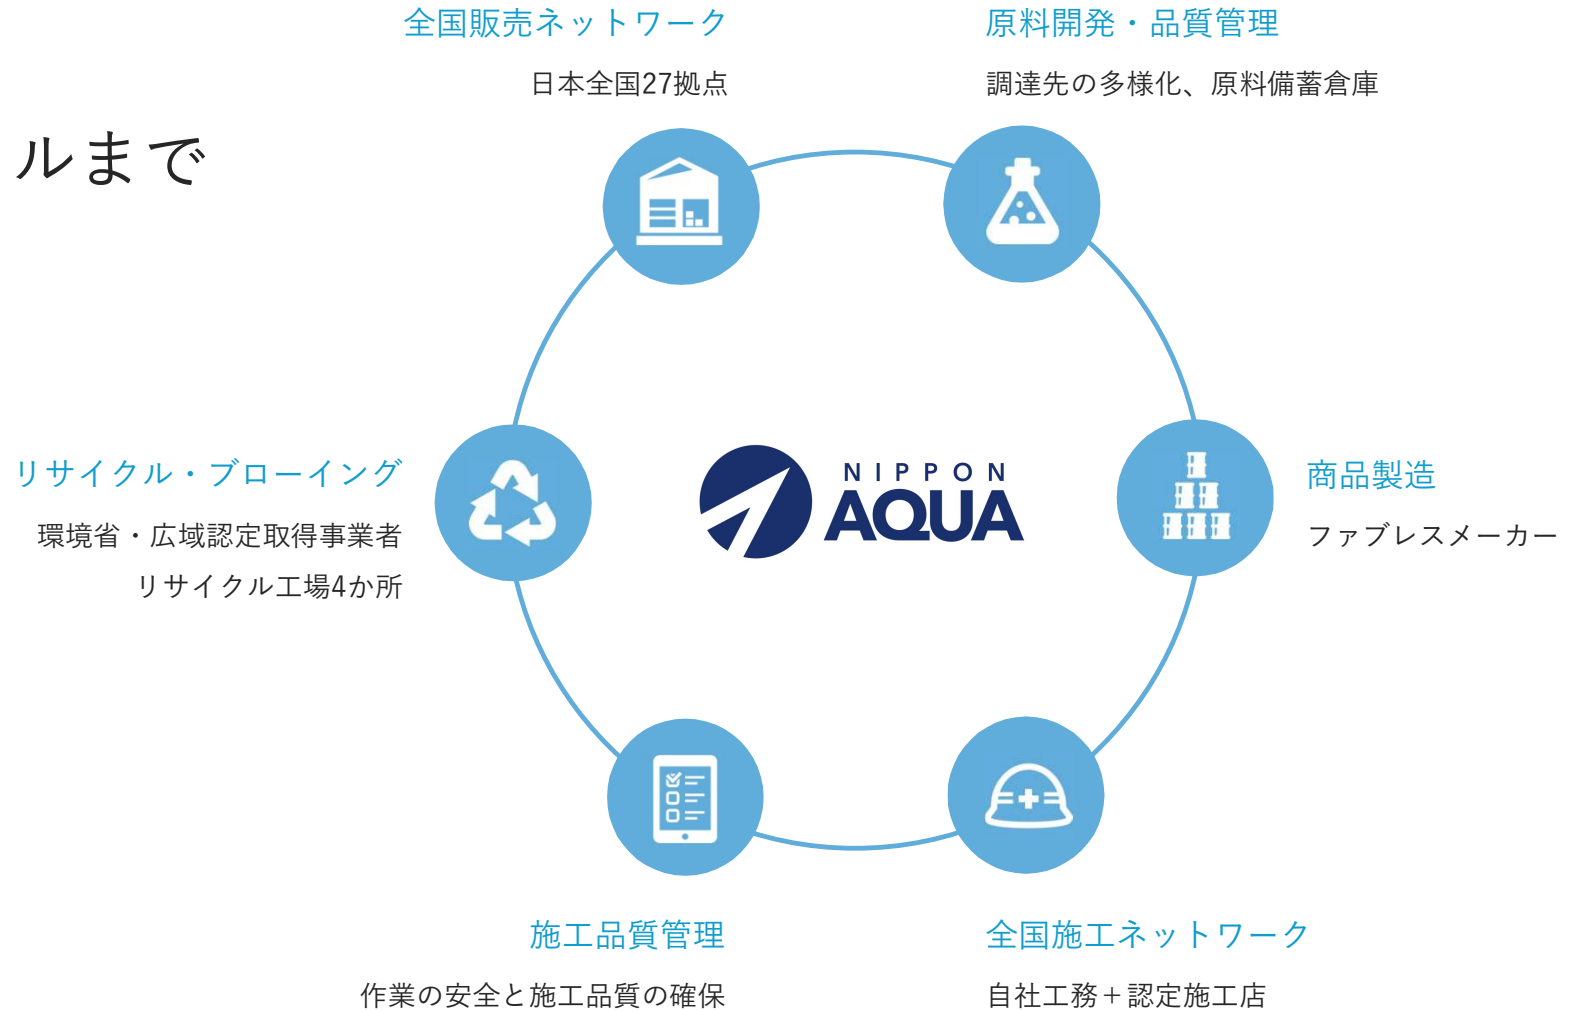 全国販売ネットワーク
日本全国27拠点
原料開発・品質管理
調達先の多様化、原料備蓄倉庫
ルまで
リサイクル・ブローイング
環境省・広域認定取得事業者
リサイクル工場4か所
NIPPON
AQUA
商品製造
ファブレスメーカー
施工品質管理
作業の安全と施工品質の確保
全国施工ネットワーク
自社工務＋認定施工店